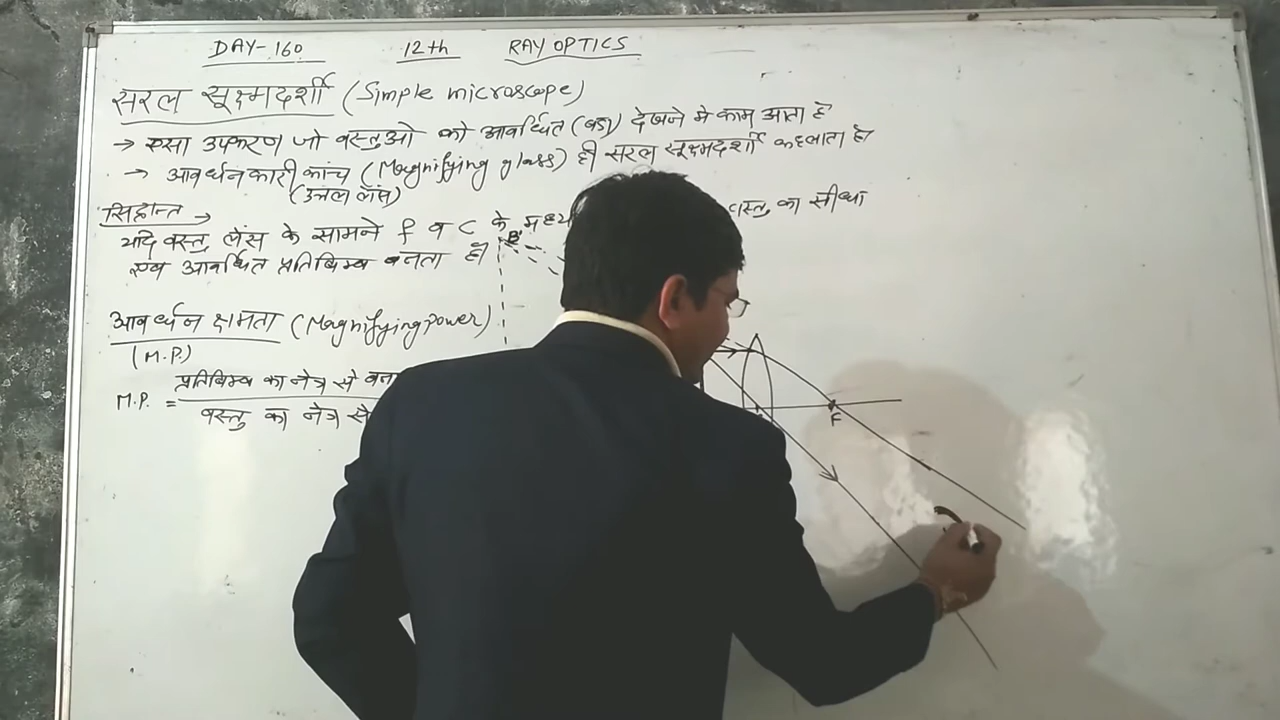 DAY-160 12th RAY OPTICS
सरल सूक्ष्मदर्शी (Simple microscope)
→ ऐसा उपकरण जो वस्तुओ को आवर्धित (बडा) देखने मे काम आता है
→ आवर्धनकारी कांच (Magnifying glass) ही सरल सूक्ष्मदर्शी कहलाता है
(उत्तल लेंस)
सिद्धान्त →
यदि वस्तु लेंस के सामने f व C के मध्य वस्तु का सीधा
एवं आवर्धित प्रतिबिम्ब बनता है
B'
आवर्धन क्षमता (Magnifying power)
(M.P.)
M.P. = प्रतिबिम्ब का नेत्र से
वस्तु का नेत्र से
F